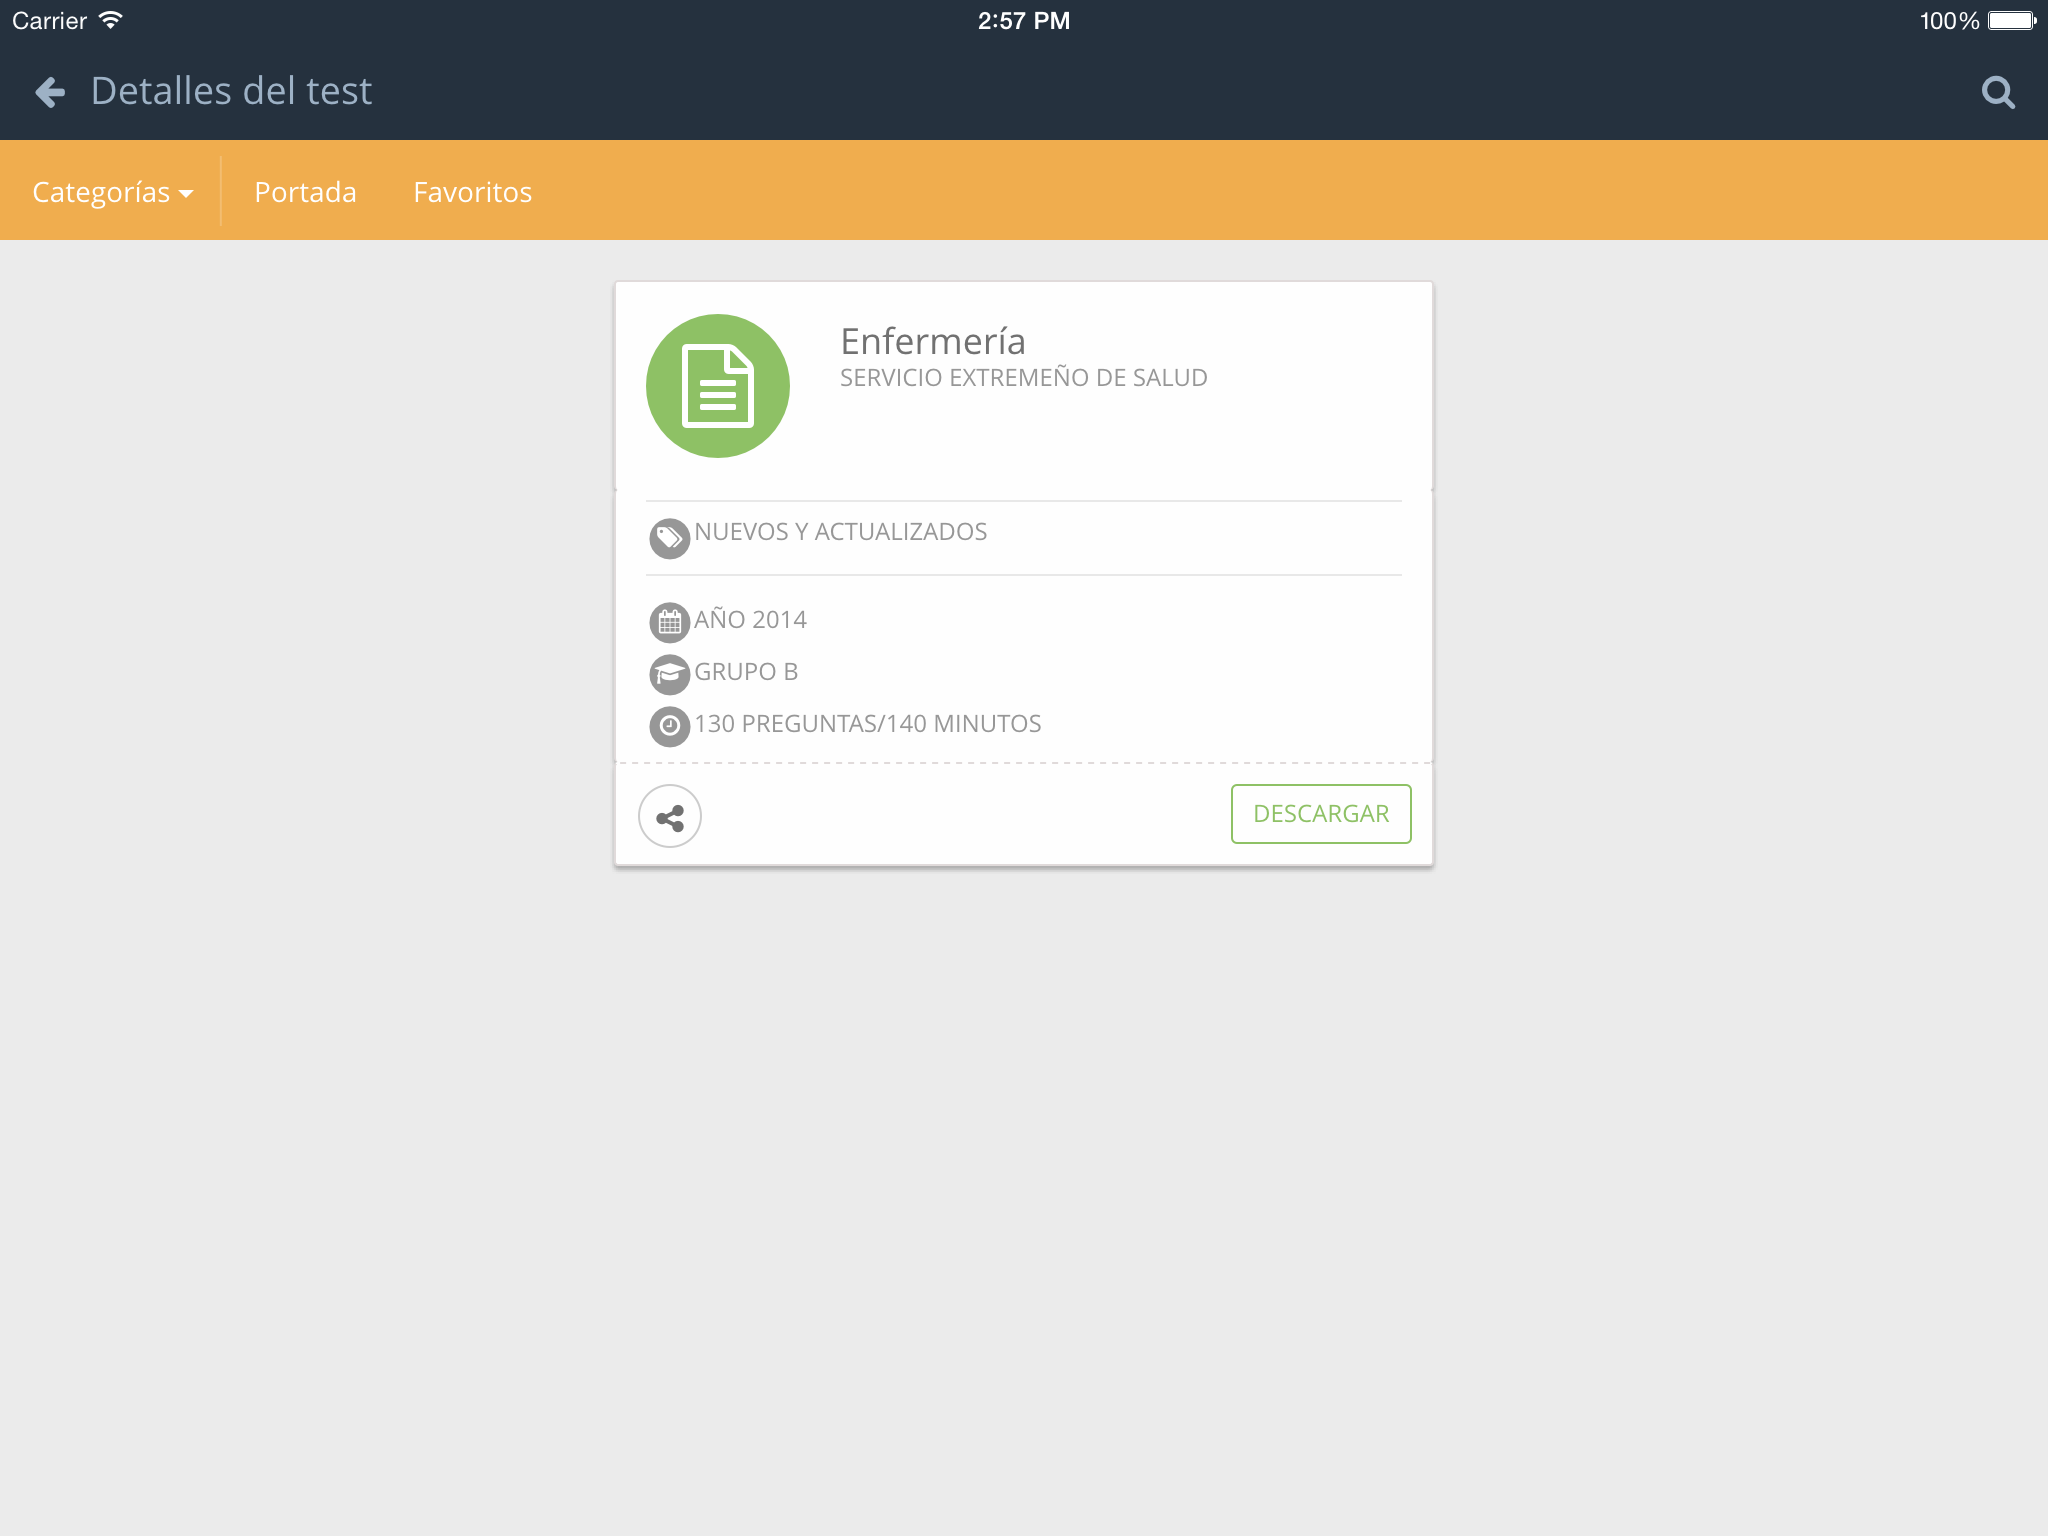 Carrier 2:57 PM 100%
Detalles del test
Categorías Portada Favoritos
Enfermería
SERVICIO EXTREMEÑO DE SALUD
NUEVOS Y ACTUALIZADOS
AÑO 2014
GRUPO B
130 PREGUNTAS/140 MINUTOS
DESCARGAR